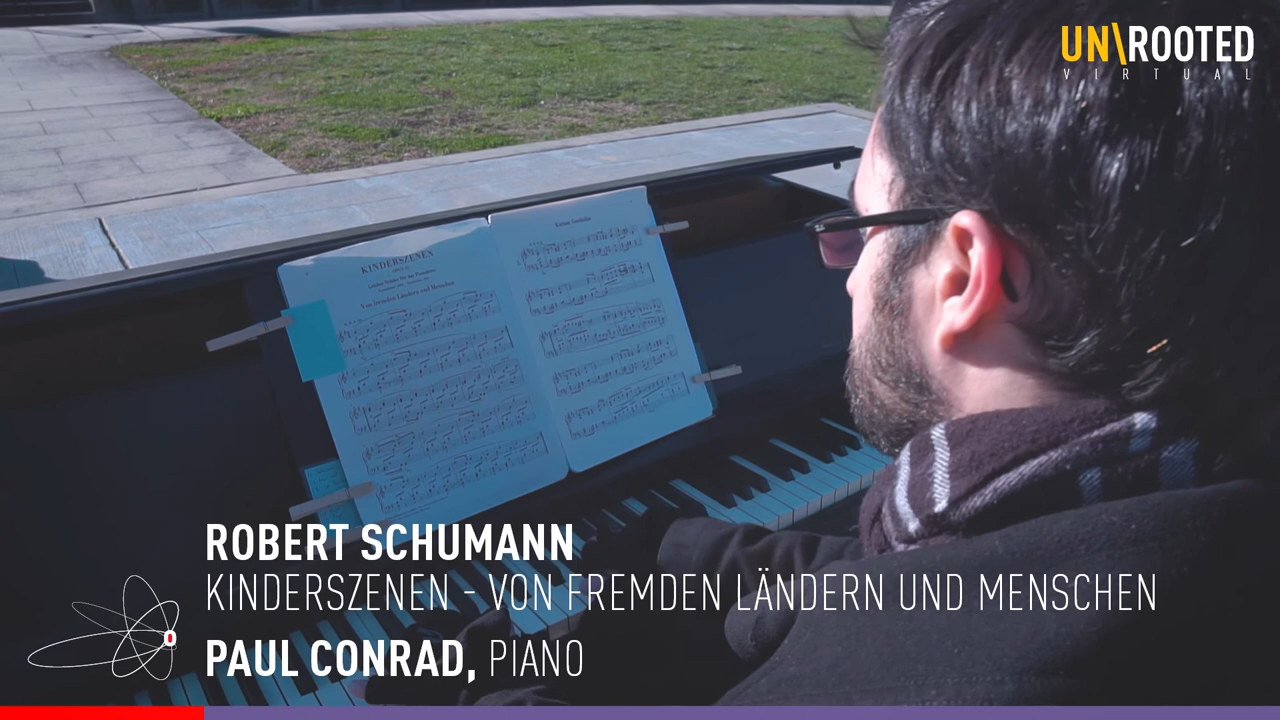 UN\ROOTED
VIRTUAL
KINDERSZENEN
Von fremden Ländern und Menschen
ROBERT SCHUMANN
KINDERSZENEN - VON FREMDEN LÄNDERN UND MENSCHEN
PAUL CONRAD, PIANO